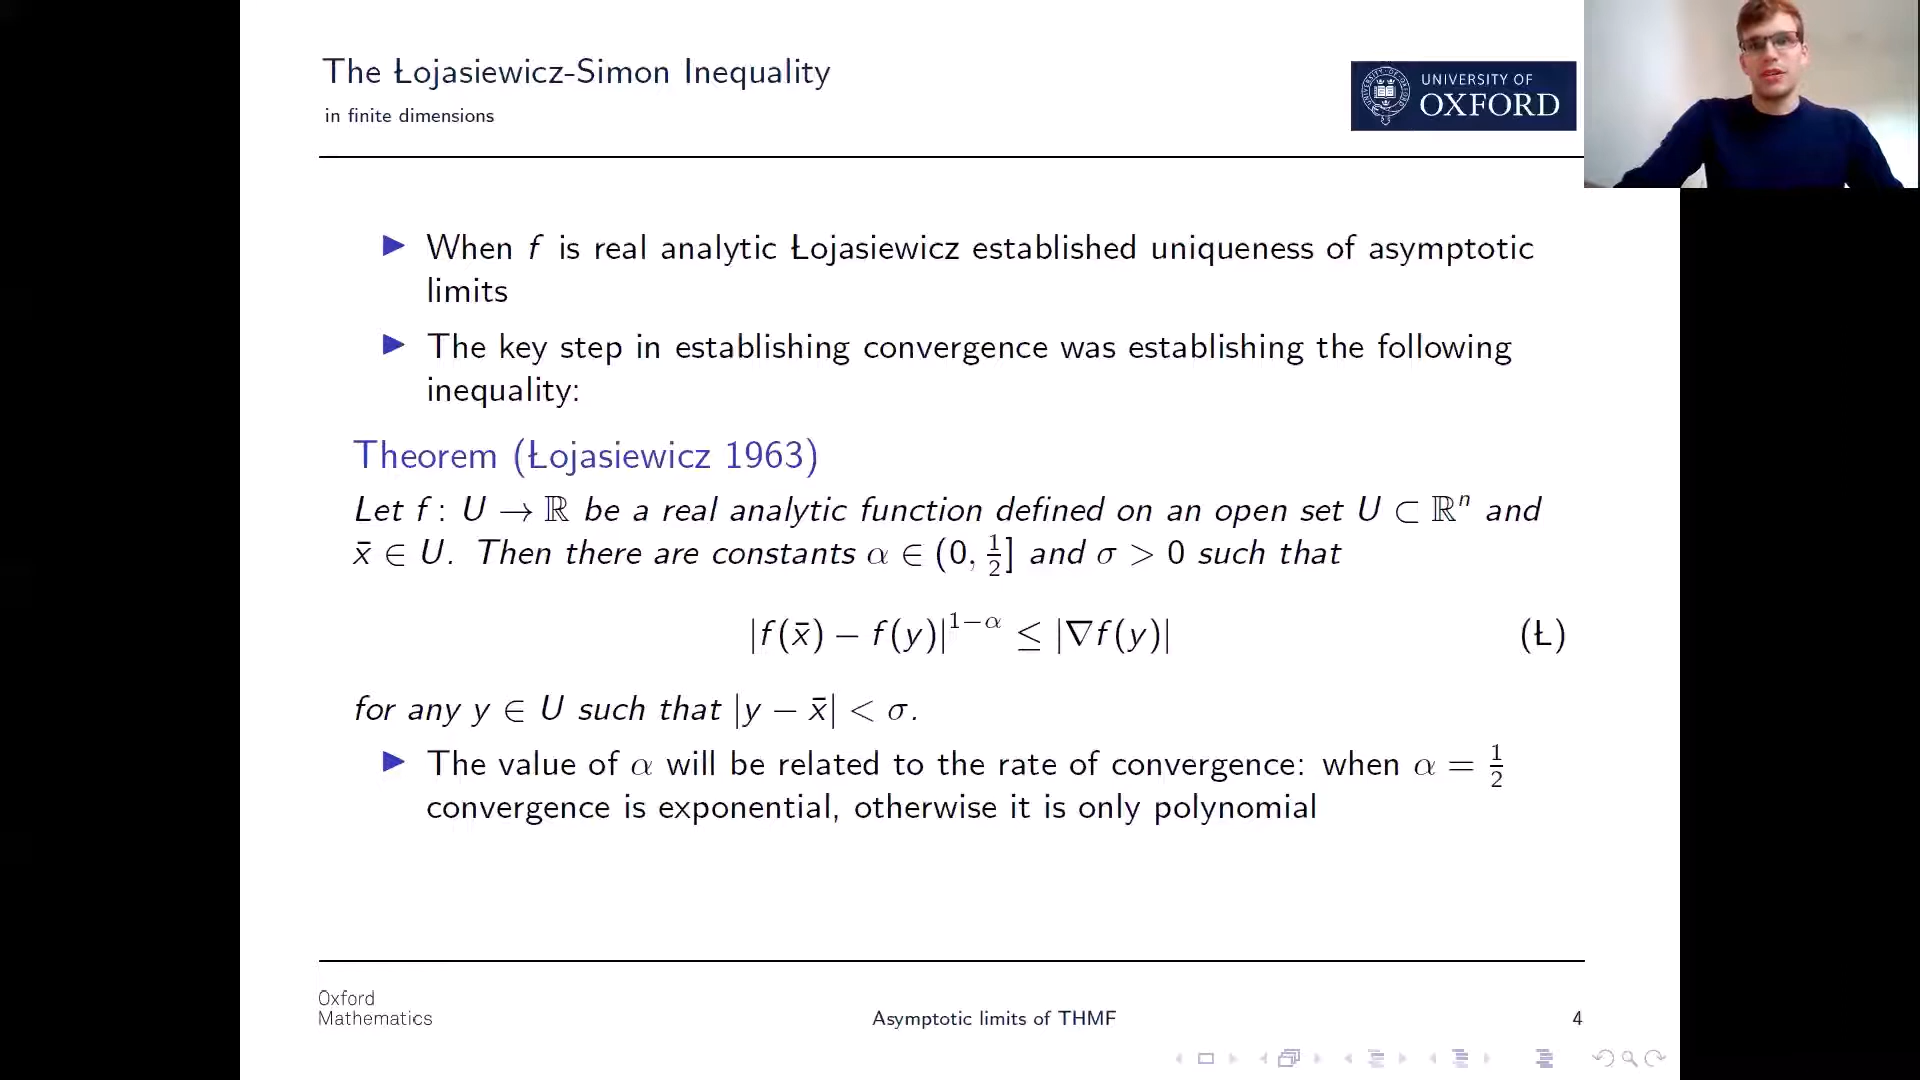 The Łojasiewicz-Simon Inequality
in finite dimensions
UNIVERSITY OF
OXFORD
▶ When f is real analytic Łojasiewicz established uniqueness of asymptotic
limits
▶ The key step in establishing convergence was establishing the following
inequality:
Theorem (Łojasiewicz 1963)
Let f : U → ℝ be a real analytic function defined on an open set U ⊂ ℝⁿ and
x̄ ∈ U. Then there are constants α ∈ (0, 1/2] and σ > 0 such that
|f(x̄) − f(y)|^{1−α} ≤ |∇f(y)| (Ł)
for any y ∈ U such that |y − x̄| < σ.
▶ The value of α will be related to the rate of convergence: when α = 1/2
convergence is exponential, otherwise it is only polynomial
Oxford
Mathematics
Asymptotic limits of THMF
4